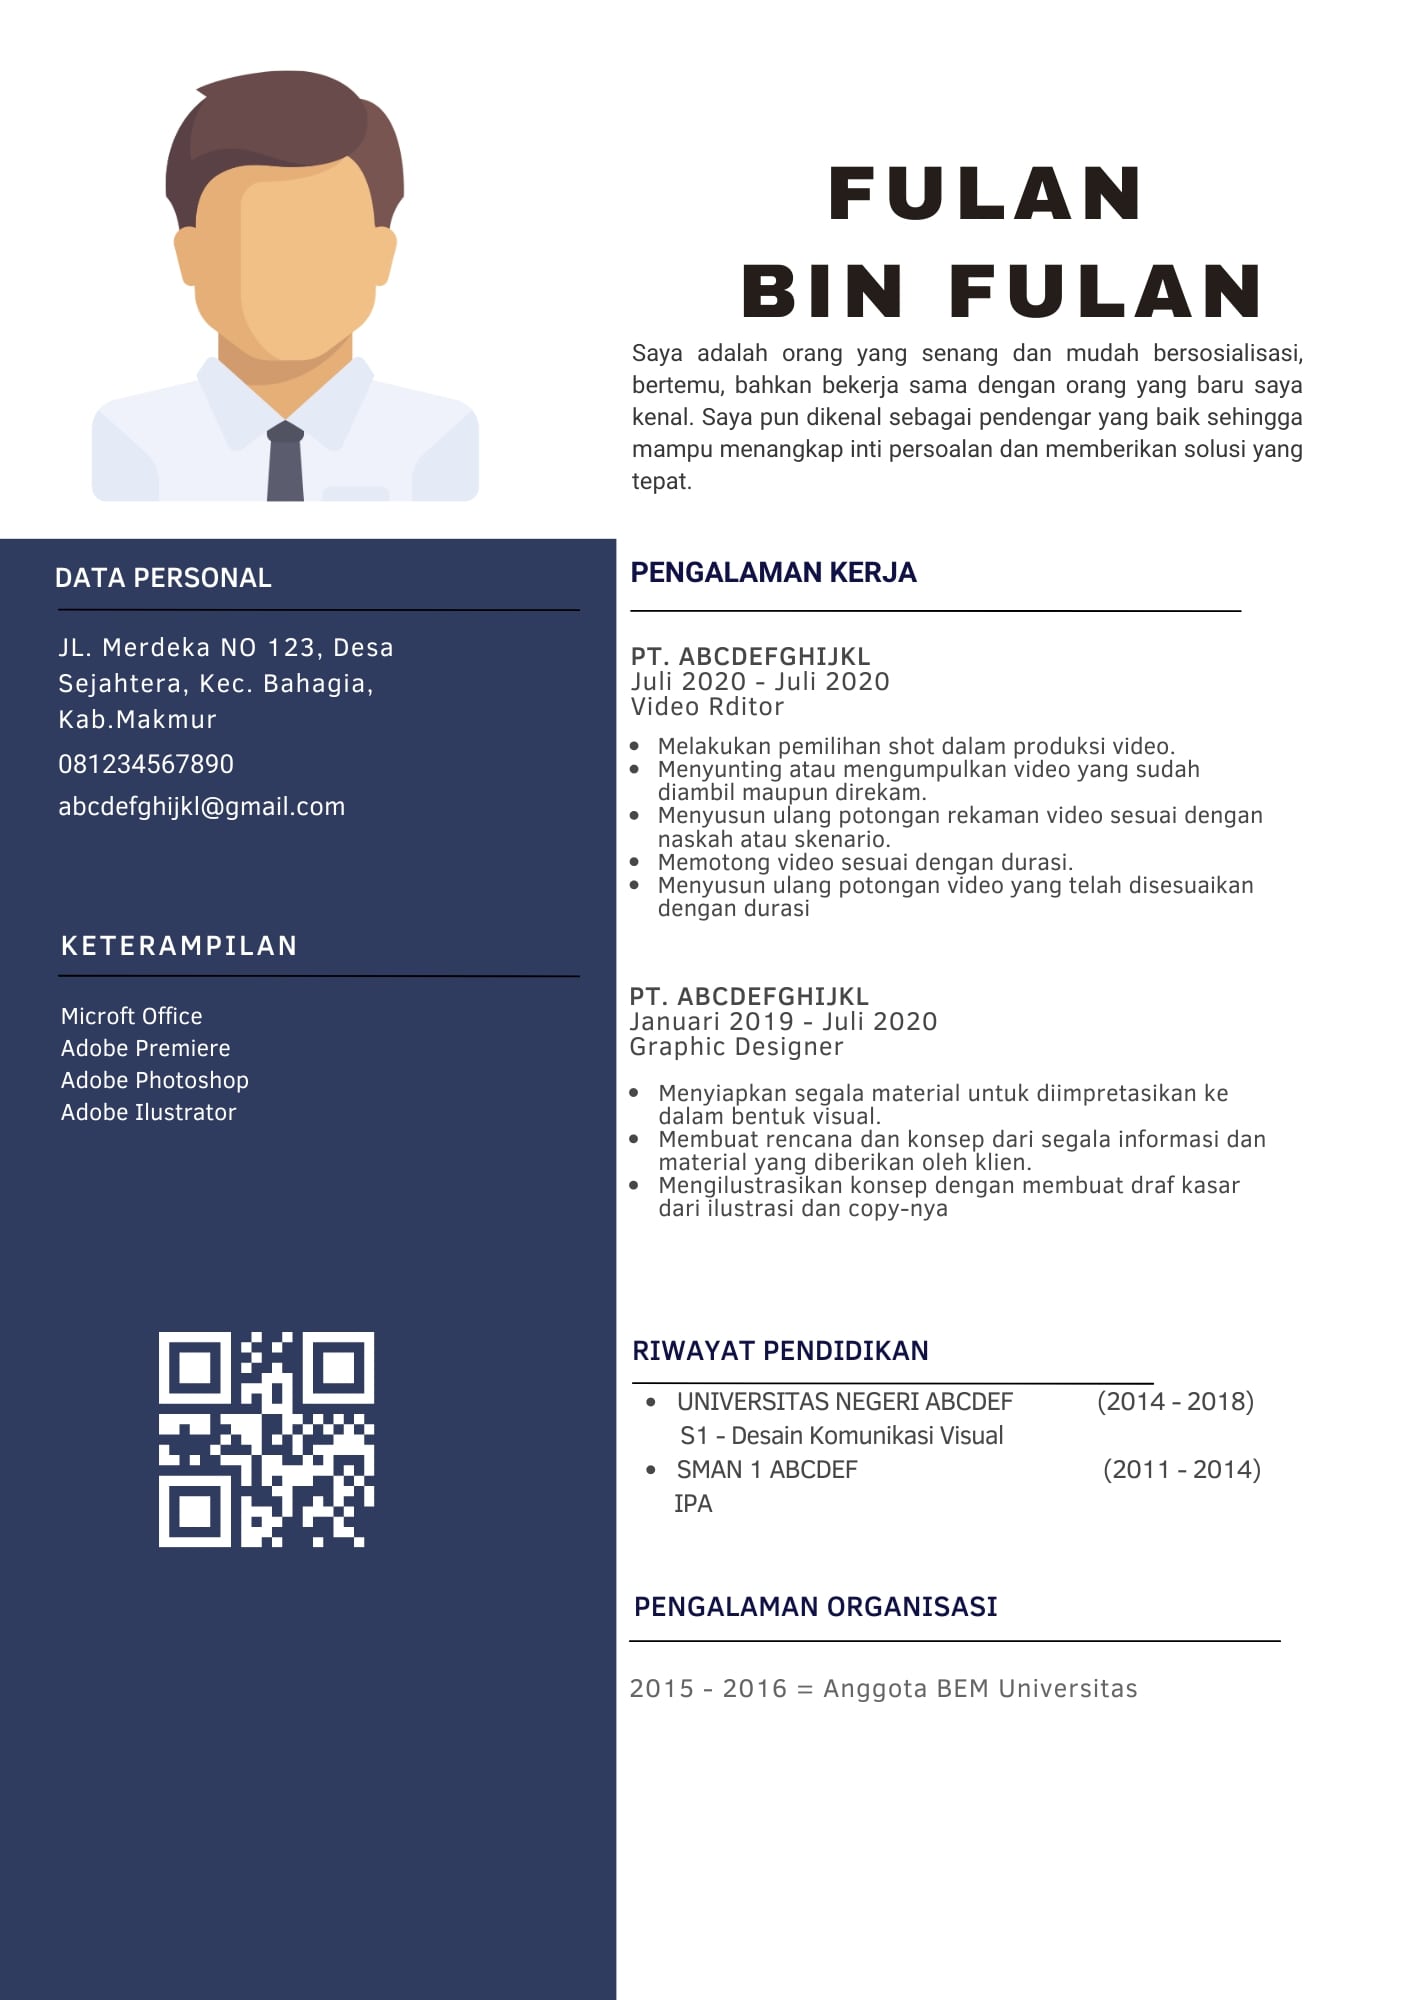 FULAN
BIN FULAN
Saya adalah orang yang senang dan mudah bersosialisasi,
bertemu, bahkan bekerja sama dengan orang yang baru saya
kenal. Saya pun dikenal sebagai pendengar yang baik sehingga
mampu menangkap inti persoalan dan memberikan solusi yang
tepat.
DATA PERSONAL
JL. Merdeka NO 123, Desa
Sejahtera, Kec. Bahagia,
Kab.Makmur
081234567890
abcdefghijkl@gmail.com
KETERAMPILAN
Microft Office
Adobe Premiere
Adobe Photoshop
Adobe Ilustrator
PENGALAMAN KERJA
PT. ABCDEFGHIJKL
Juli 2020 - Juli 2020
Video Rditor
• Melakukan pemilihan shot dalam produksi video.
• Menyunting atau mengumpulkan video yang sudah
diambil maupun direkam.
• Menyusun ulang potongan rekaman video sesuai dengan
naskah atau skenario.
• Memotong video sesuai dengan durasi.
• Menyusun ulang potongan video yang telah disesuaikan
dengan durasi
PT. ABCDEFGHIJKL
Januari 2019 - Juli 2020
Graphic Designer
• Menyiapkan segala material untuk diimpretasikan ke
dalam bentuk visual.
• Membuat rencana dan konsep dari segala informasi dan
material yang diberikan oleh klien.
• Mengilustrasikan konsep dengan membuat draf kasar
dari ilustrasi dan copy-nya
RIWAYAT PENDIDIKAN
• UNIVERSITAS NEGERI ABCDEF (2014 - 2018)
S1 - Desain Komunikasi Visual
• SMAN 1 ABCDEF (2011 - 2014)
IPA
PENGALAMAN ORGANISASI
2015 - 2016 = Anggota BEM Universitas